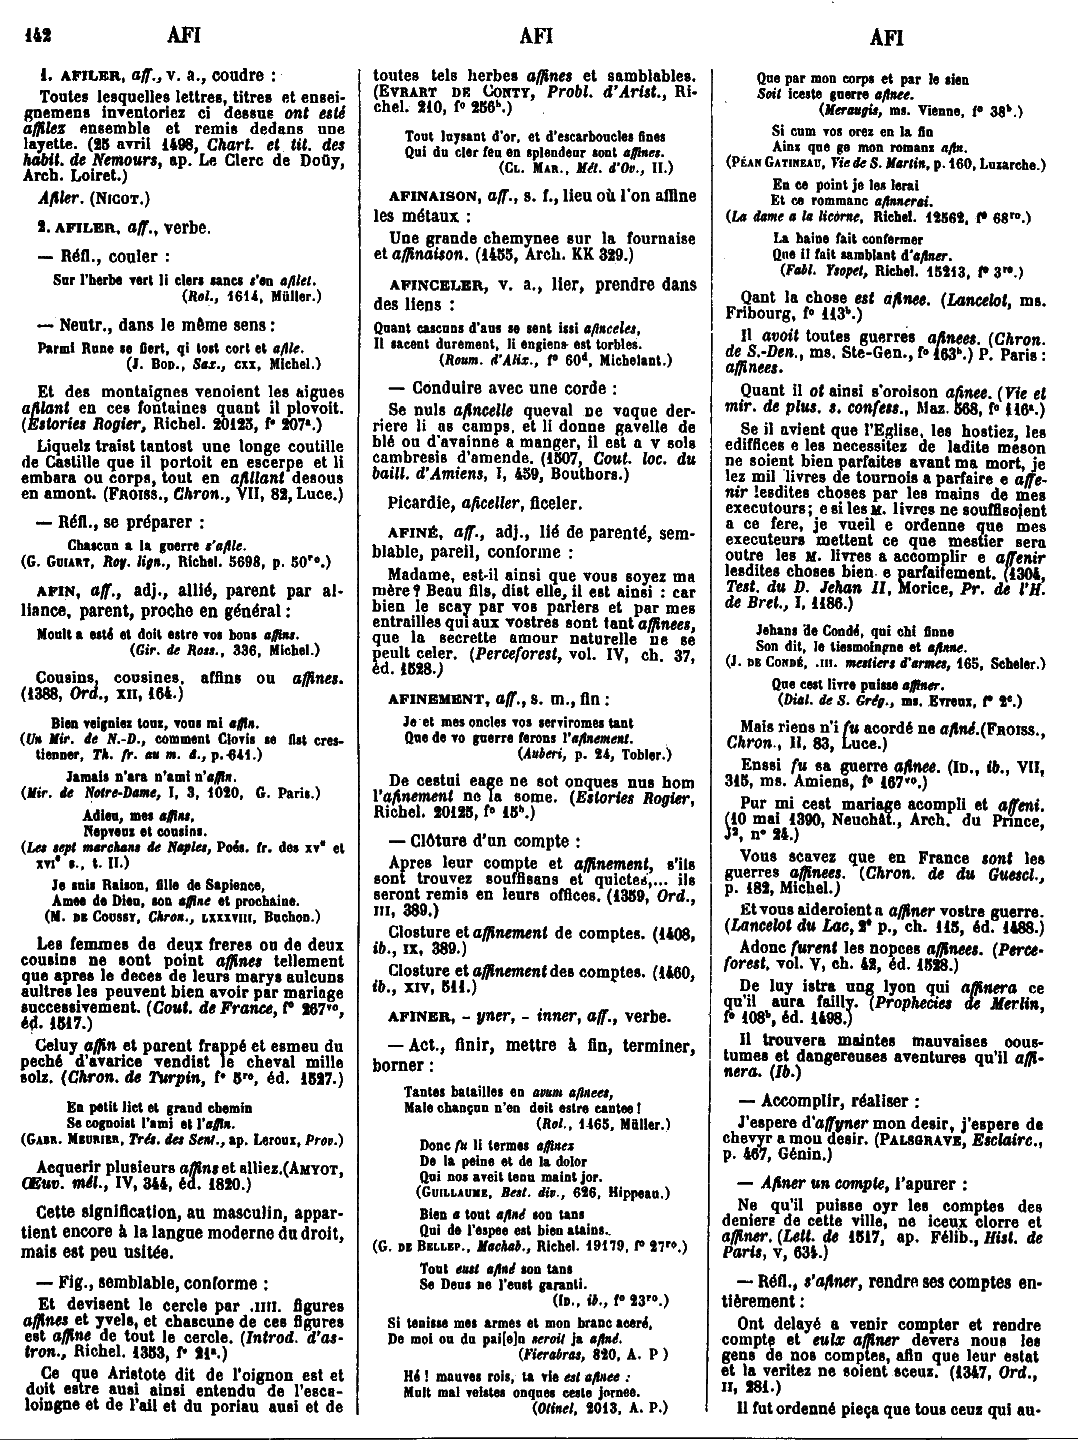 142 AFI AFI AFI
1. AFILER, aff., v. a., coudre :
Toutes lesquelles lettres, titres et ensei-
gnemens inventoriez ci dessus ont esté
affilez ensemble et remis dedans une
layette. (25 avril 1498, Chart. et tit. des
habit. de Nemours, ap. Le Clerc de Doüy,
Arch. Loiret.)
Afiler. (NICOT.)
2. AFILER, aff., verbe.
— Réfl., couler :
Sur l'herbe vert li clers sancs s'en afilet.
(Rol., 1614, Müller.)
— Neutr., dans le même sens :
Parmi Rune se fiert, qi tost cort et afile.
(J. BOD., Sax., CXX, Michel.)
Et des montaignes venoient les aigues
afilant en ces fontaines quant il plovoit.
(Estories Rogier, Richel. 20125, f° 207ª.)
Liquelz traist tantost une longe coutille
de Castille que il portoit en escerpe et li
embara ou corps, tout en afillant desous
en amont. (FROISS., Chron., VII, 82, Luce.)
— Réfl., se préparer :
Chascun a la guerre s'afile.
(G. GUIART, Roy. lign., Richel. 5698, p. 50ro.)
AFIN, aff., adj., allié, parent par al-
liance, parent, proche en général :
Moult a esté et doit estre vos bons affins.
(Gir. de Ross., 336, Michel.)
Cousins, cousines, affins ou affines.
(1388, Ord., XII, 164.)
Bien veigniez touz, vous mi affin.
(Un Mir. de N.-D., comment Clovis se fist cres-
tienner, Th. fr. au m. â., p. 641.)
Jamais n'ara n'ami n'affin.
(Mir. de Notre-Dame, I, 3, 1020, G. Paris.)
Adieu, mes affins,
Nepveux et cousins.
(Les sept marchans de Naples, Poés. fr. des xve et
xvie s., t. II.)
Je suis Raison, fille de Sapience,
Amee de Dieu, son affine et prochaine.
(M. DE COUSSY, Chron., LXXXVIII, Buchon.)
Les femmes de deux freres ou de deux
cousins ne sont point affines tellement
que apres le deces de leurs marys aulcuns
aultres les peuvent bien avoir par mariage
successivement. (Cout. de France, f° 267vo,
éd. 1517.)
Celuy affin et parent frappé et esmeu du
peché d'avarice vendist le cheval mille
solz. (Chron. de Turpin, f° 5ro, éd. 1527.)
En petit lict et grand chemin
Se cognoist l'ami et l'affin.
(GABR. MEURIER, Trés. des Sent., ap. Leroux, Prov.)
Acquerir plusieurs affins et alliez. (AMYOT,
Œuv. mél., IV, 344, éd. 1820.)
Cette signification, au masculin, appar-
tient encore à la langue moderne du droit,
mais est peu usitée.
— Fig., semblable, conforme :
Et devisent le cercle par .IIII. figures
affines et yvels, et chascune de ces figures
est affine de tout le cercle. (Introd. d'as-
tron., Richel. 1353, f° 21ª.)
Ce que Aristote dit de l'oignon est et
doit estre ausi ainsi entendu de l'esca-
loingne et de l'ail et du poriau ausi et de
toutes tels herbes affines et samblables.
(EVRART DE CONTY, Probl. d'Arist., Ri-
chel. 210, f° 256b.)
Tout luysant d'or, et d'escarboucles fines
Qui du cler feu en splendeur sont affines.
(CL. MAR., Mét. d'Ov., II.)
AFINAISON, aff., s. f., lieu où l'on affine
les métaux :
Une grande chemynee sur la fournaise
et affinaison. (1455, Arch. KK 329.)
AFINCELER, v. a., lier, prendre dans
des liens :
Quant cascuns d'aus se sent issi afinceles,
Il sacent durement, li engiens est torbles.
(Roum. d'Alix., f° 60d, Michelant.)
— Conduire avec une corde :
Se nuls afincelle queval ne vaque der-
riere li as camps, et li donne gavelle de
blé ou d'avainne a manger, il est a v sols
cambresis d'amende. (1507, Cout. loc. du
baill. d'Amiens, I, 459, Bouthors.)
Picardie, aficeller, ficeler.
AFINÉ, aff., adj., lié de parenté, sem-
blable, pareil, conforme :
Madame, est-il ainsi que vous soyez ma
mère ? Beau fils, dist elle, il est ainsi : car
bien le scay par vos parlers et par mes
entrailles qui aux vostres sont tant affinees,
que la secrette amour naturelle ne se
peult celer. (Perceforest, vol. IV, ch. 37,
éd. 1528.)
AFINEMENT, aff., s. m., fin :
Je et mes oncles vos serviromes tant
Que de vo guerre ferons l'afinement.
(Auberi, p. 24, Tobler.)
De cestui eage ne sot onques nus hom
l'afinement ne la some. (Estories Rogier,
Richel. 20125, f° 15b.)
— Clôture d'un compte :
Apres leur compte et affinement, s'ils
sont trouvez souffisans et quictes,... ils
seront remis en leurs offices. (1359, Ord.,
III, 389.)
Closture et affinement de comptes. (1408,
ib., IX, 389.)
Closture et affinement des comptes. (1460,
ib., XIV, 511.)
AFINER, - yner, - inner, aff., verbe.
— Act., finir, mettre à fin, terminer,
borner :
Tantes batailles en avum afinees,
Male chançun n'en deit estre cantee !
(Rol., 1465, Müller.)
Donc fu li termes affinez
De la peine et de la dolor
Qui nos aveit tenu maint jor.
(GUILLAUME, Best. div., 626, Hippeau.)
Bien a tout afiné son tans
Qui de l'espee est bien atains.
(G. DE BELLEP., Machab., Richel. 19179, f° 27ro.)
Tout eust afiné son tans
Se Deus ne l'eust garanti.
(ID., ib., f° 23ro.)
Si tenisse mes armes et mon branc aceré,
De moi ou du pai[e]n seroit ja afiné.
(Fierabras, 820, A. P )
Hé ! mauves rois, ta vie est afinee :
Mult mal veistes onques ceste jornee.
(Otinel, 2013, A. P.)
Que par mon corps et par le sien
Soit iceste guerre afinee.
(Meraugis, ms. Vienne, f° 38b.)
Si cum vos orez en la fin
Ainz que ge mon romanz afin.
(PÉAN GATINEAU, Vie de S. Martin, p. 160, Luzarche.)
En ce point je les lerai
Et ce rommanc afinnerai.
(La dame a la licorne, Richel. 12562, f° 68ro.)
La haine fait confermer
Que il fait samblant d'afiner.
(Fabl. Ysopet, Richel. 15213, f° 3ro.)
Qant la chose est afinee. (Lancelot, ms.
Fribourg, f° 113b.)
Il avoit toutes guerres afinees. (Chron.
de S.-Den., ms. Ste-Gen., f° 163b.) P. Paris :
affinees.
Quant il ot ainsi s'oroison afinee. (Vie et
mir. de plus. s. confess., Maz. 568, f° 116ª.)
Se il avient que l'Eglise, les hostiez, les
edifices e les necessitez de ladite meson
ne soient bien parfaites avant ma mort, je
lez mil livres de tournois a parfaire e affe-
nir lesdites choses par les mains de mes
executours; e si les M. livres ne souffisoient
a ce fere, je vueil e ordenne que mes
executeurs mettent ce que mestier sera
outre les M. livres a accomplir e affenir
lesdites choses bien e parfaitement. (1304,
Test. du D. Jehan II, Morice, Pr. de l'H.
de Bret., I, 1186.)
Jehans de Condé, qui chi finne
Son dit, le tiesmoingne et afinne.
(J. DE CONDÉ, .III. mestiers d'armes, 165, Scheler.)
Que cest livre puisse affiner.
(Dial. de S. Grég., ms. Evreux, f° 2c.)
Mais riens n'i fu acordé ne afiné. (FROISS.,
Chron., II, 83, Luce.)
Enssi fu sa guerre afinee. (ID., ib., VII,
315, ms. Amiens, f° 167vo.)
Pur mi cest mariage acompli et affeni.
(10 mai 1390, Neuchât., Arch. du Prince,
J², n° 24.)
Vous scavez que en France sont les
guerres affinees. (Chron. de du Guescl.,
p. 182, Michel.)
Et vous aideroient a affiner vostre guerre.
(Lancelot du Lac, 2e p., ch. 115, éd. 1488.)
Adonc furent les nopces affinees. (Perce-
forest, vol. V, ch. 42, éd. 1528.)
De luy istra ung lyon qui affinera ce
qu'il aura failly. (Prophecies de Merlin,
f° 108b, éd. 1498.)
Il trouvera maintes mauvaises cous-
tumes et dangereuses aventures qu'il affi-
nera. (Ib.)
— Accomplir, réaliser :
J'espere d'affyner mon desir, j'espere de
chevyr a mou desir. (PALSGRAVE, Esclairc.,
p. 467, Génin.)
— Afiner un compte, l'apurer :
Ne qu'il puisse oyr les comptes des
deniers de cette ville, ne iceux clorre et
affiner. (Lett. de 1517, ap. Félib., Hist. de
Paris, V, 634.)
— Réfl., s'afiner, rendre ses comptes en-
tièrement :
Ont delayé a venir compter et rendre
compte et eulx affiner devers nous les
gens de nos comptes, afin que leur estat
et la veritez ne soient sceuz. (1347, Ord.,
II, 281.)
Il fut ordenné pieça que tous ceuz qui au-